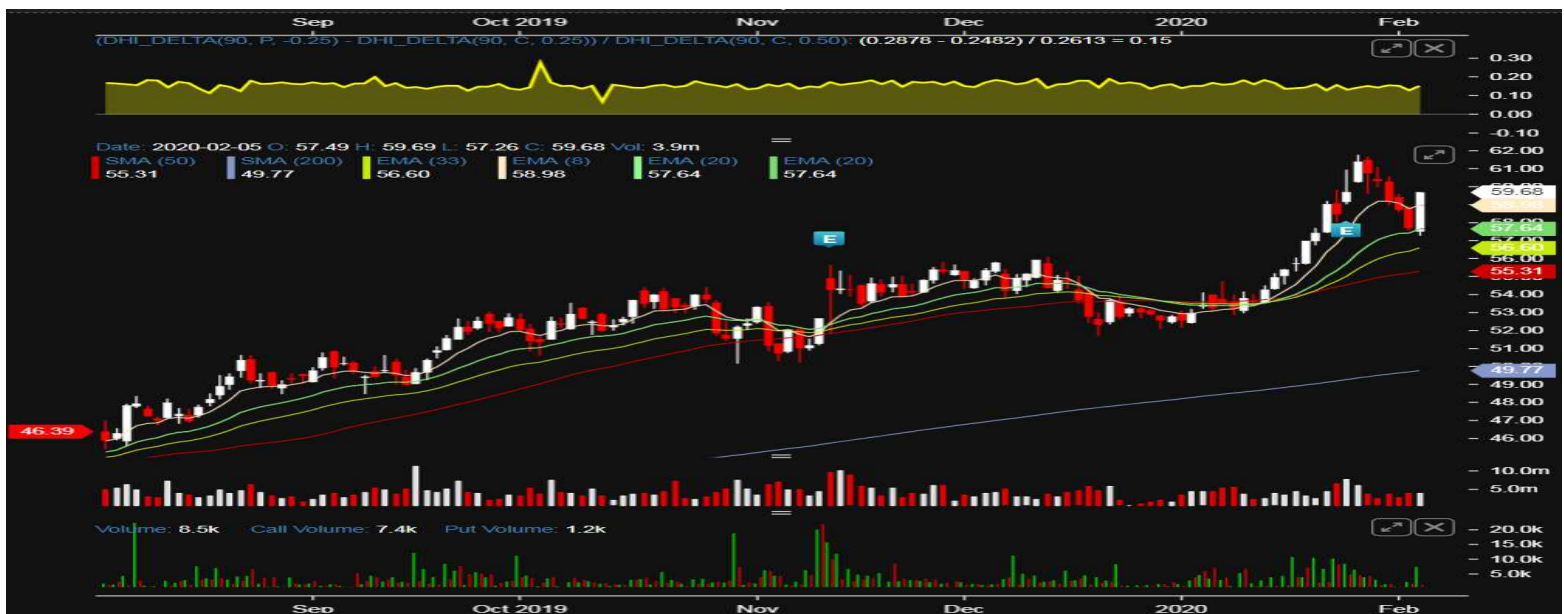 Sep Oct 2019 Nov Dec 2020 Feb
(DHI_DELTA(90, P, -0.25) - DHI_DELTA(90, C, 0.25)) / DHI_DELTA(90, C, 0.50): (0.2878 - 0.2482) / 0.2613 = 0.15
0.30
0.20
0.10
0.00
-0.10
Date: 2020-02-05 O: 57.49 H: 59.69 L: 57.26 C: 59.68 Vol: 3.9m
SMA (50) SMA (200) EMA (33) EMA (8) EMA (20) EMA (20)
55.31 49.77 56.60 58.98 57.64 57.64
62.00
61.00
59.68
58.98
E
E
57.64
56.60
56.00
55.31
54.00
53.00
52.00
51.00
49.77
49.00
48.00
47.00
46.39
46.00
10.0m
5.0m
Volume: 8.5k Call Volume: 7.4k Put Volume: 1.2k
20.0k
15.0k
10.0k
5.0k
Sep Oct 2019 Nov Dec 2020 Feb